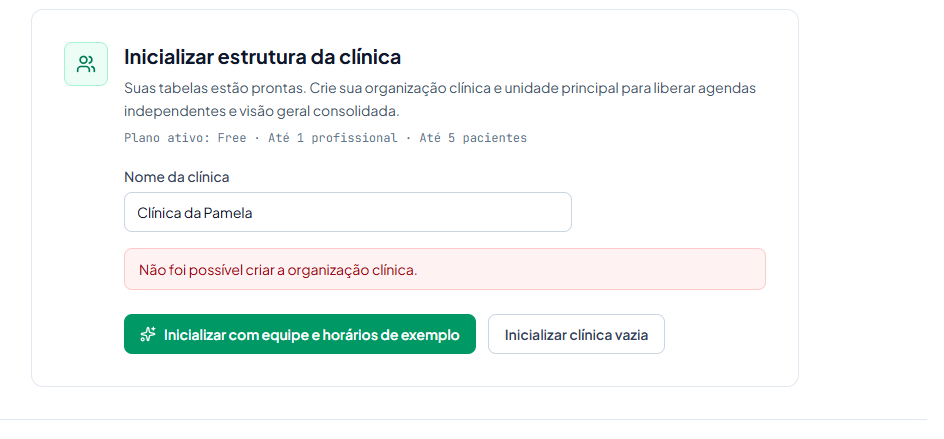 Inicializar estrutura da clínica
Suas tabelas estão prontas. Crie sua organização clínica e unidade principal para liberar agendas
independentes e visão geral consolidada.
Plano ativo: Free · Até 1 profissional · Até 5 pacientes
Nome da clínica
Clínica da Pamela
Não foi possível criar a organização clínica.
Inicializar com equipe e horários de exemplo
Inicializar clínica vazia